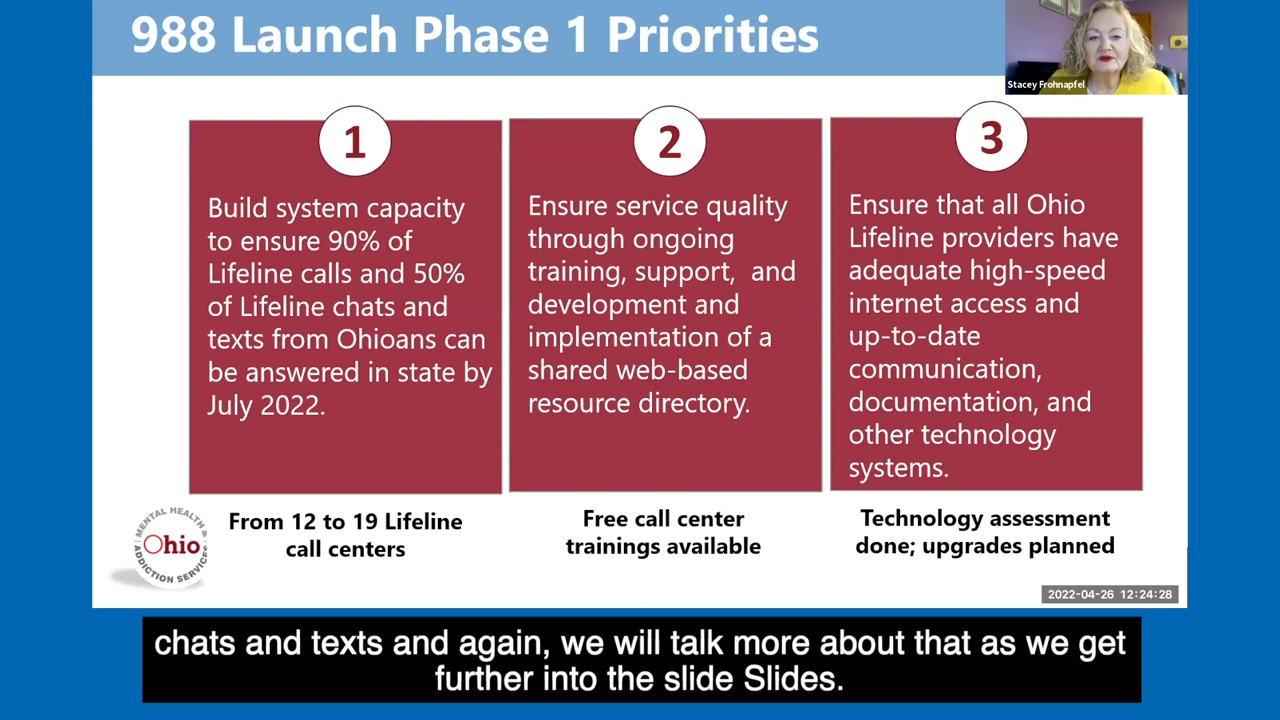 988 Launch Phase 1 Priorities
Stacey Frohnapfel
1
Build system capacity
to ensure 90% of
Lifeline calls and 50%
of Lifeline chats and
texts from Ohioans can
be answered in state by
July 2022.
From 12 to 19 Lifeline
call centers
2
Ensure service quality
through ongoing
training, support, and
development and
implementation of a
shared web-based
resource directory.
Free call center
trainings available
3
Ensure that all Ohio
Lifeline providers have
adequate high-speed
internet access and
up-to-date
communication,
documentation, and
other technology
systems.
Technology assessment
done; upgrades planned
MENTAL HEALTH &
Ohio
ADDICTION SERVICES
2022-04-26 12:24:28
chats and texts and again, we will talk more about that as we get
further into the slide Slides.